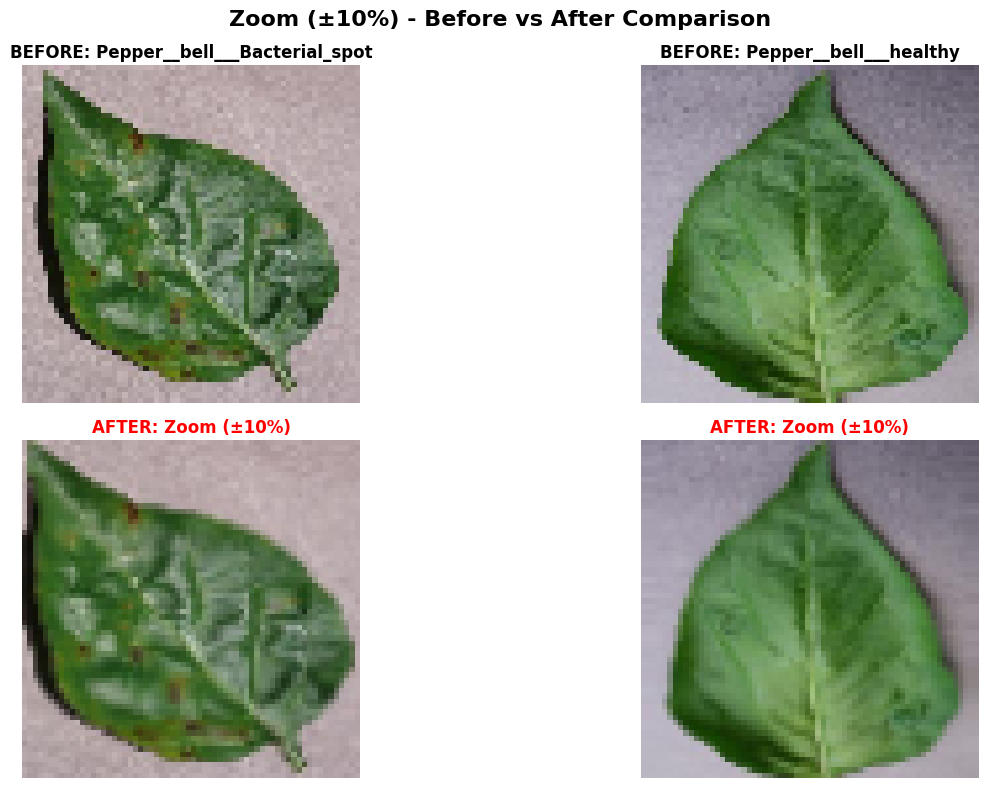 Zoom (±10%) - Before vs After Comparison
BEFORE: Pepper__bell___Bacterial_spot
BEFORE: Pepper__bell___healthy
AFTER: Zoom (±10%)
AFTER: Zoom (±10%)